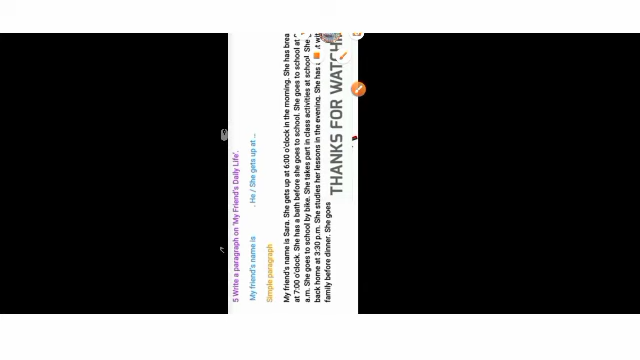 5 Write a paragraph on 'My Friend's Daily Life'.
My friend's name is . He / She gets up at ...
Simple paragraph
My friend's name is Sara. She gets up at 6:00 o'clock in the morning. She has
at 7:00 o'clock. She has a bath before she goes to school. She goes to school at
a.m. She goes to school by bike. She takes part in class activities at school. She
back home at 3:30 p.m. She studies her lessons in the evening. She has
family before dinner. She goes
THANKS FOR